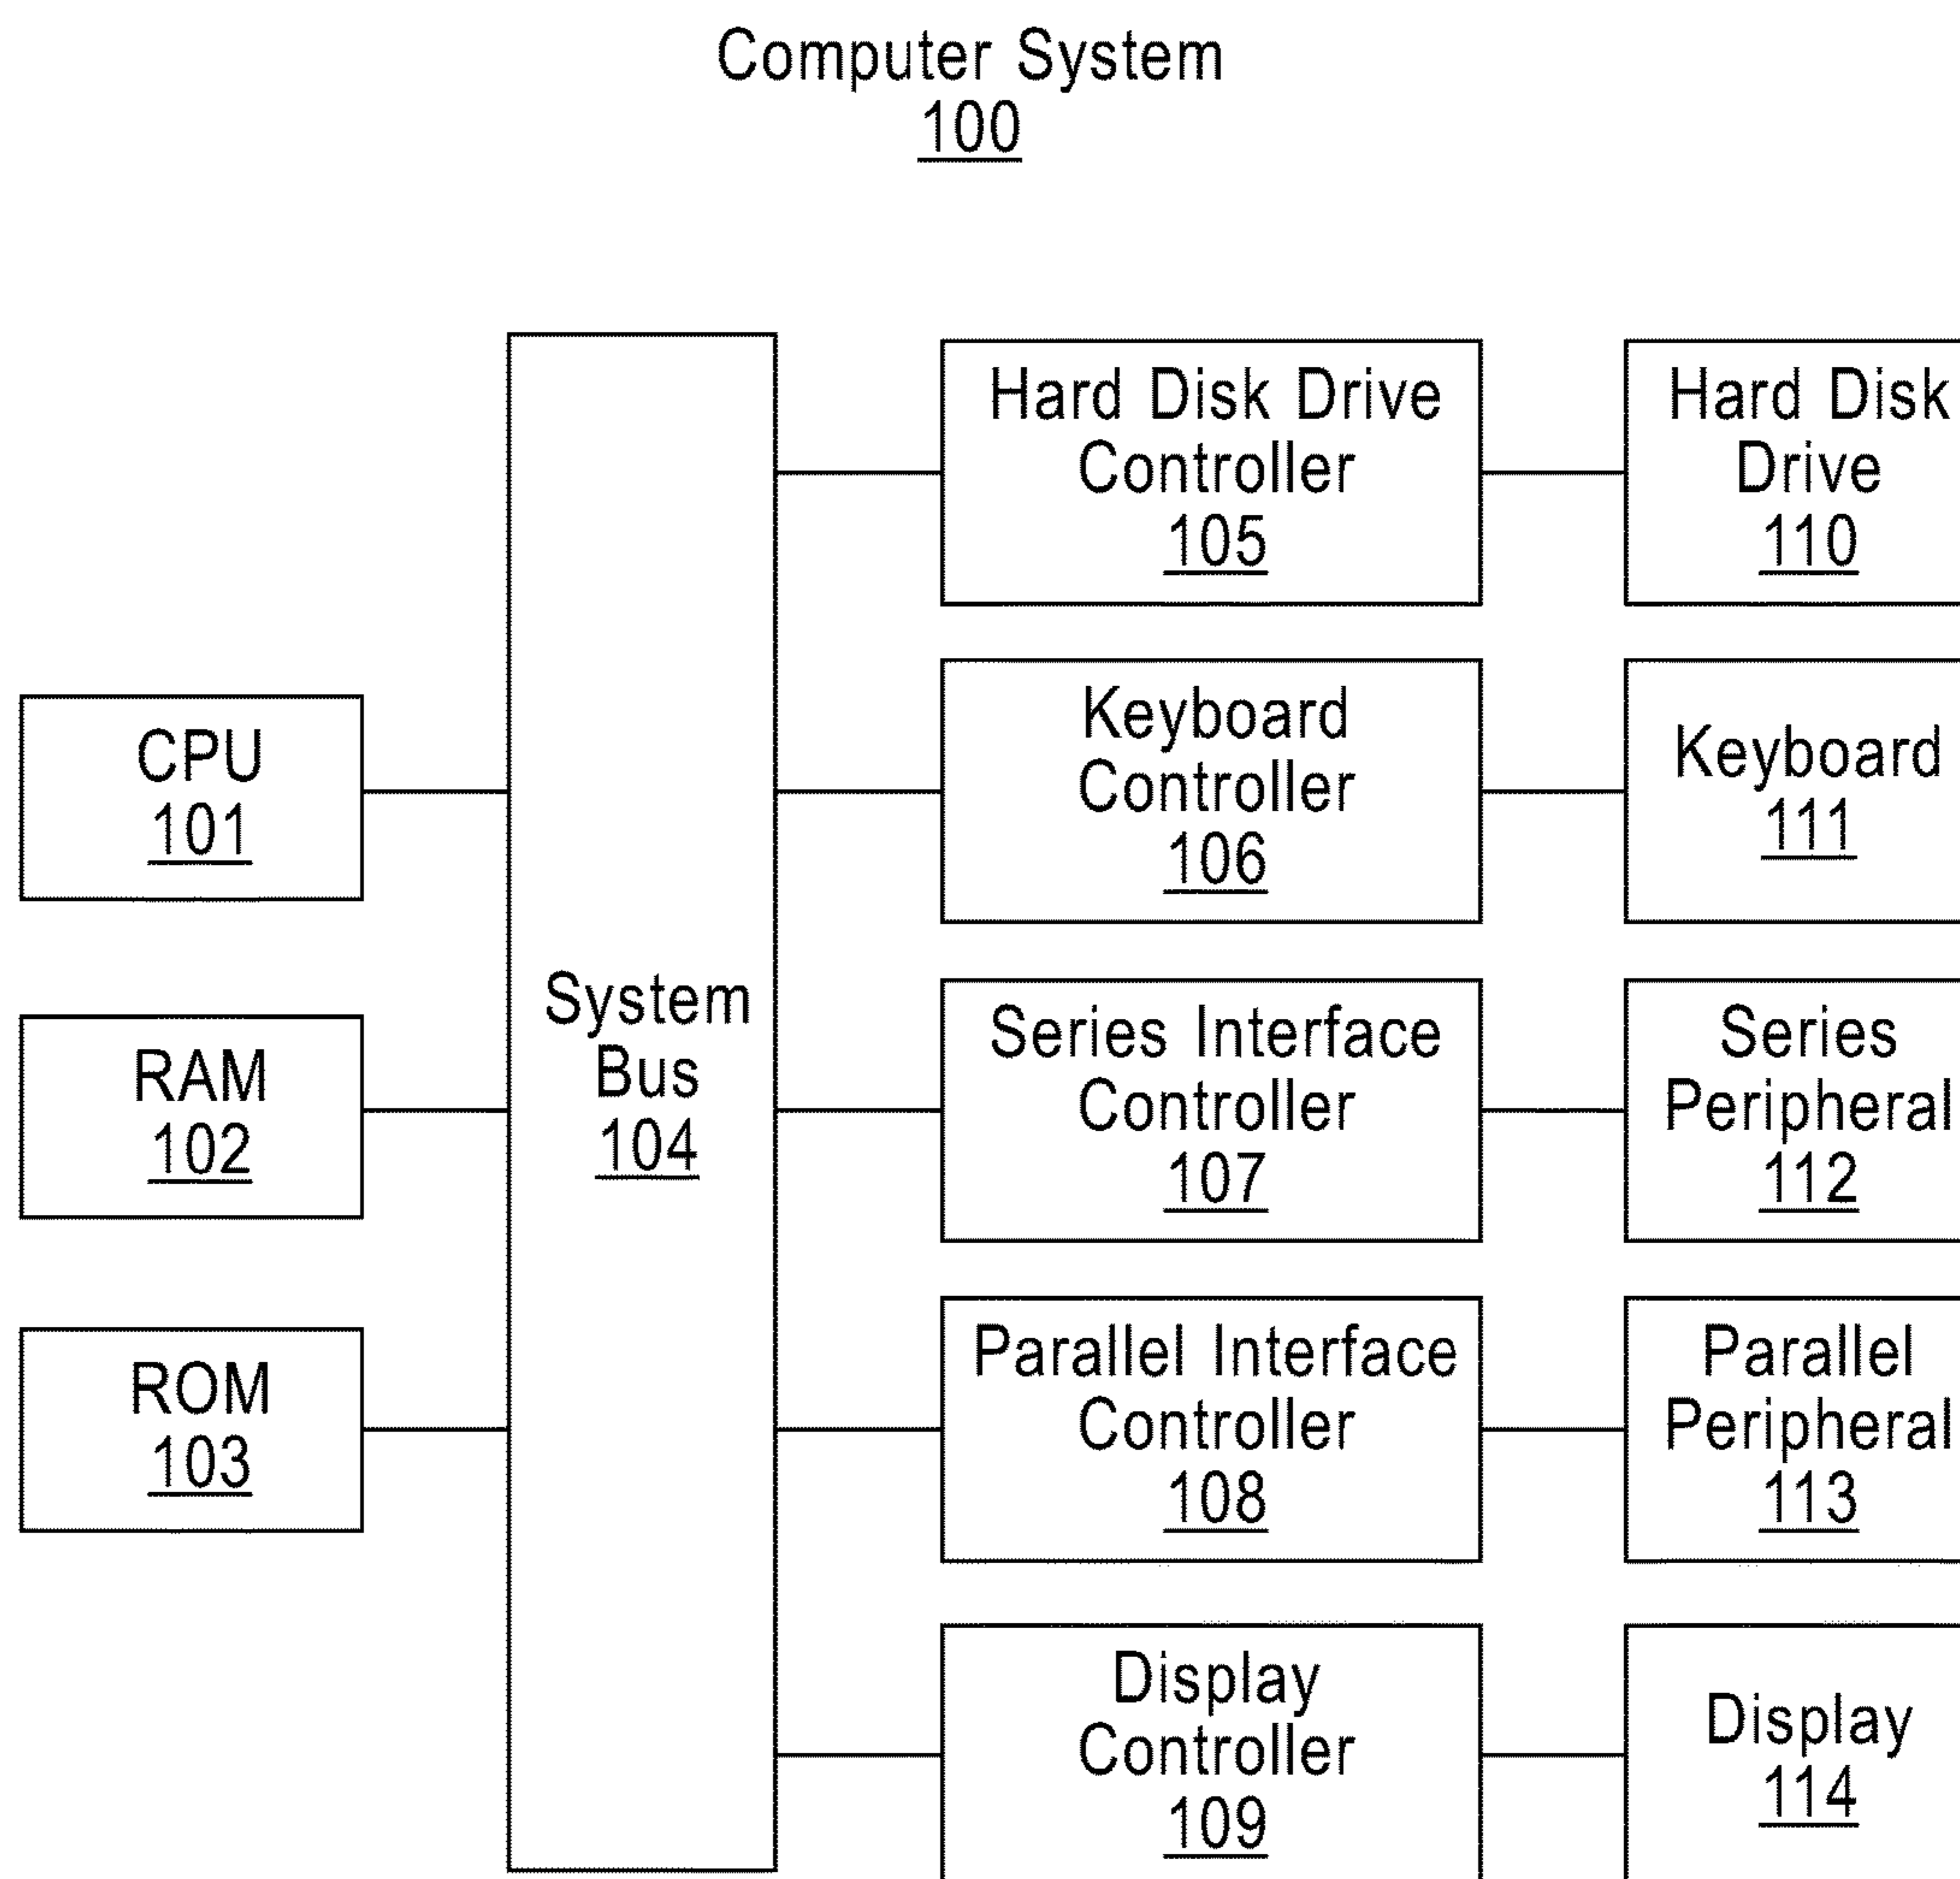 Computer System
100
Hard Disk Drive
Controller
105
Hard Disk
Drive
110
CPU
101
Keyboard
Controller
106
Keyboard
111
RAM
102
System
Bus
104
Series Interface
Controller
107
Series
Peripheral
112
ROM
103
Parallel Interface
Controller
108
Parallel
Peripheral
113
Display
Controller
109
Display
114